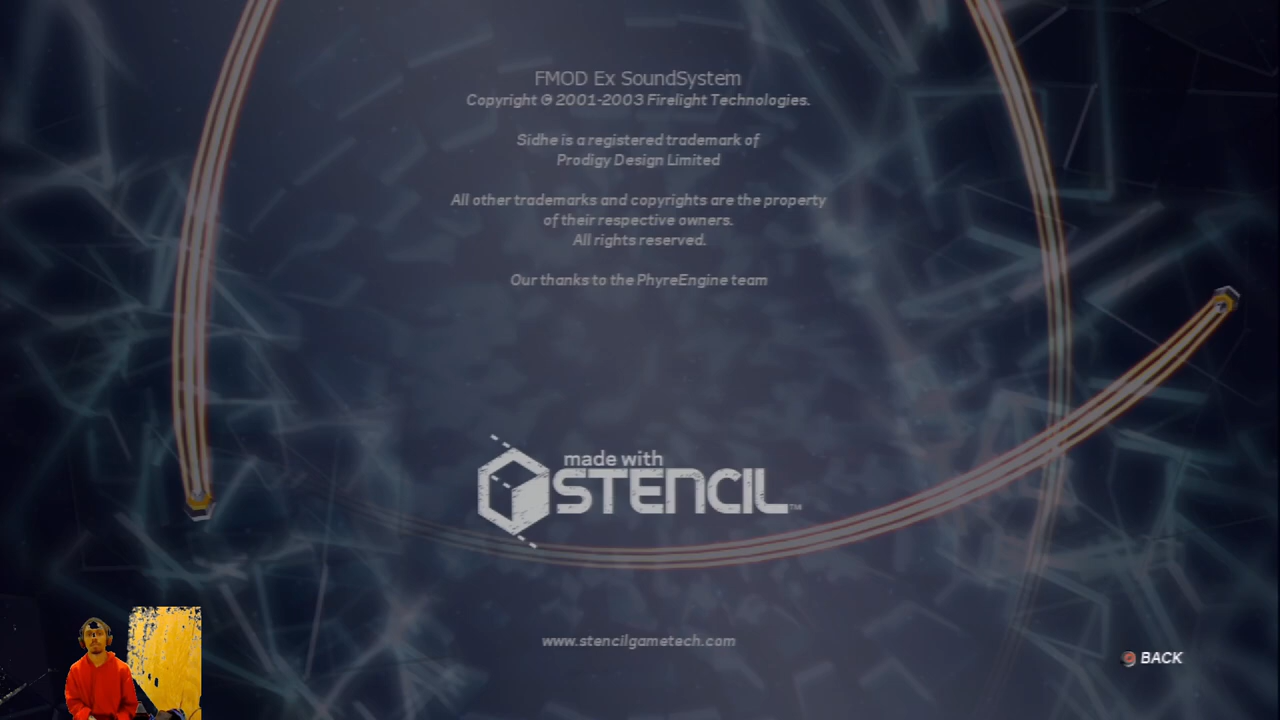 FMOD Ex SoundSystem
Copyright © 2001-2003 Firelight Technologies.
Sidhe is a registered trademark of
Prodigy Design Limited
All other trademarks and copyrights are the property
of their respective owners.
All rights reserved.
Our thanks to the PhyreEngine team
made with
STENCIL™
www.stencilgametech.com
BACK